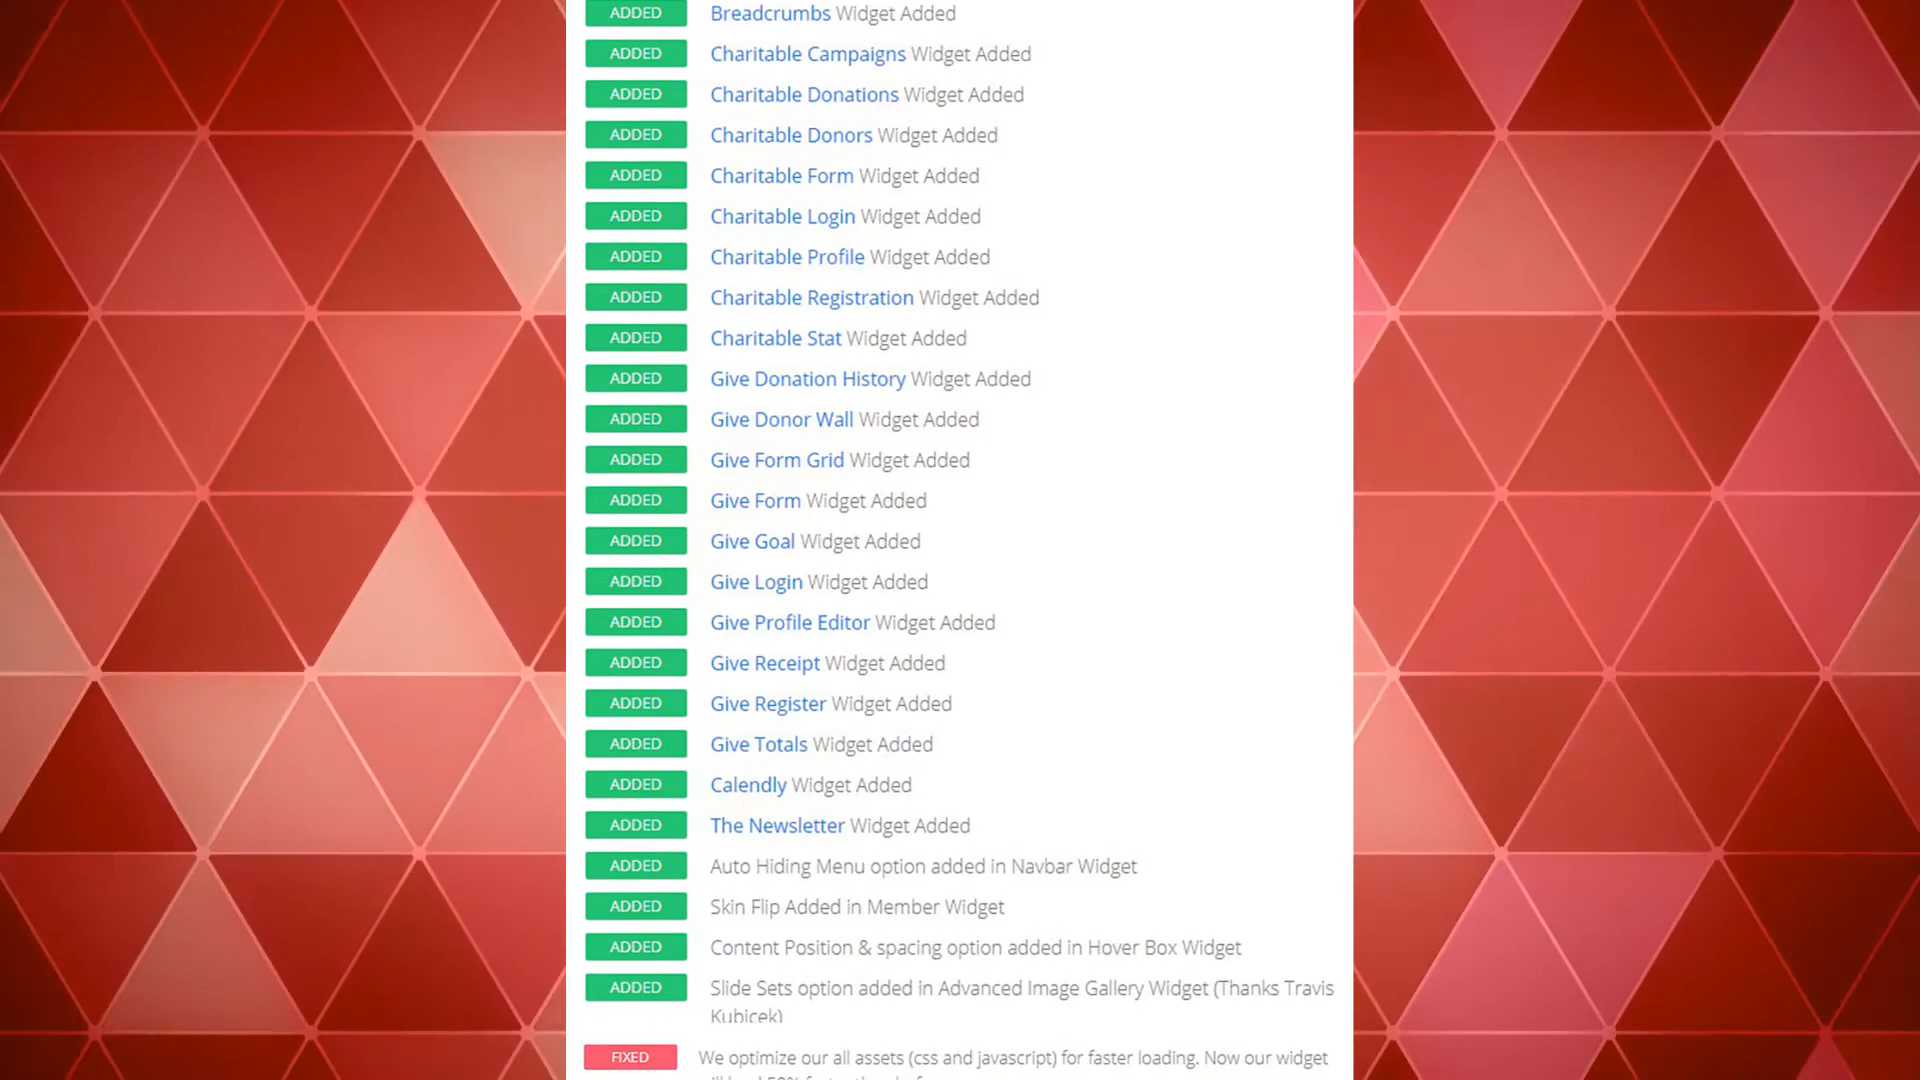 ADDED Breadcrumbs Widget Added
ADDED Charitable Campaigns Widget Added
ADDED Charitable Donations Widget Added
ADDED Charitable Donors Widget Added
ADDED Charitable Form Widget Added
ADDED Charitable Login Widget Added
ADDED Charitable Profile Widget Added
ADDED Charitable Registration Widget Added
ADDED Charitable Stat Widget Added
ADDED Give Donation History Widget Added
ADDED Give Donor Wall Widget Added
ADDED Give Form Grid Widget Added
ADDED Give Form Widget Added
ADDED Give Goal Widget Added
ADDED Give Login Widget Added
ADDED Give Profile Editor Widget Added
ADDED Give Receipt Widget Added
ADDED Give Register Widget Added
ADDED Give Totals Widget Added
ADDED Calendly Widget Added
ADDED The Newsletter Widget Added
ADDED Auto Hiding Menu option added in Navbar Widget
ADDED Skin Flip Added in Member Widget
ADDED Content Position & spacing option added in Hover Box Widget
ADDED Slide Sets option added in Advanced Image Gallery Widget (Thanks Travis
Kubicek)
FIXED We optimize our all assets (css and javascript) for faster loading. Now our widget